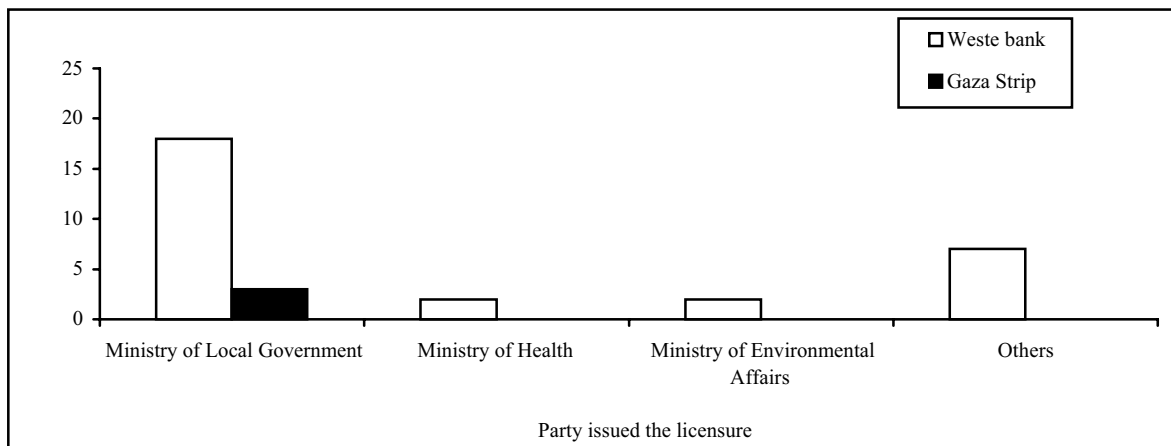 Weste bank
Gaza Strip
25
20
15
10
5
0
Ministry of Local Government
Ministry of Health
Ministry of Environmental
Affairs
Others
Party issued the licensure